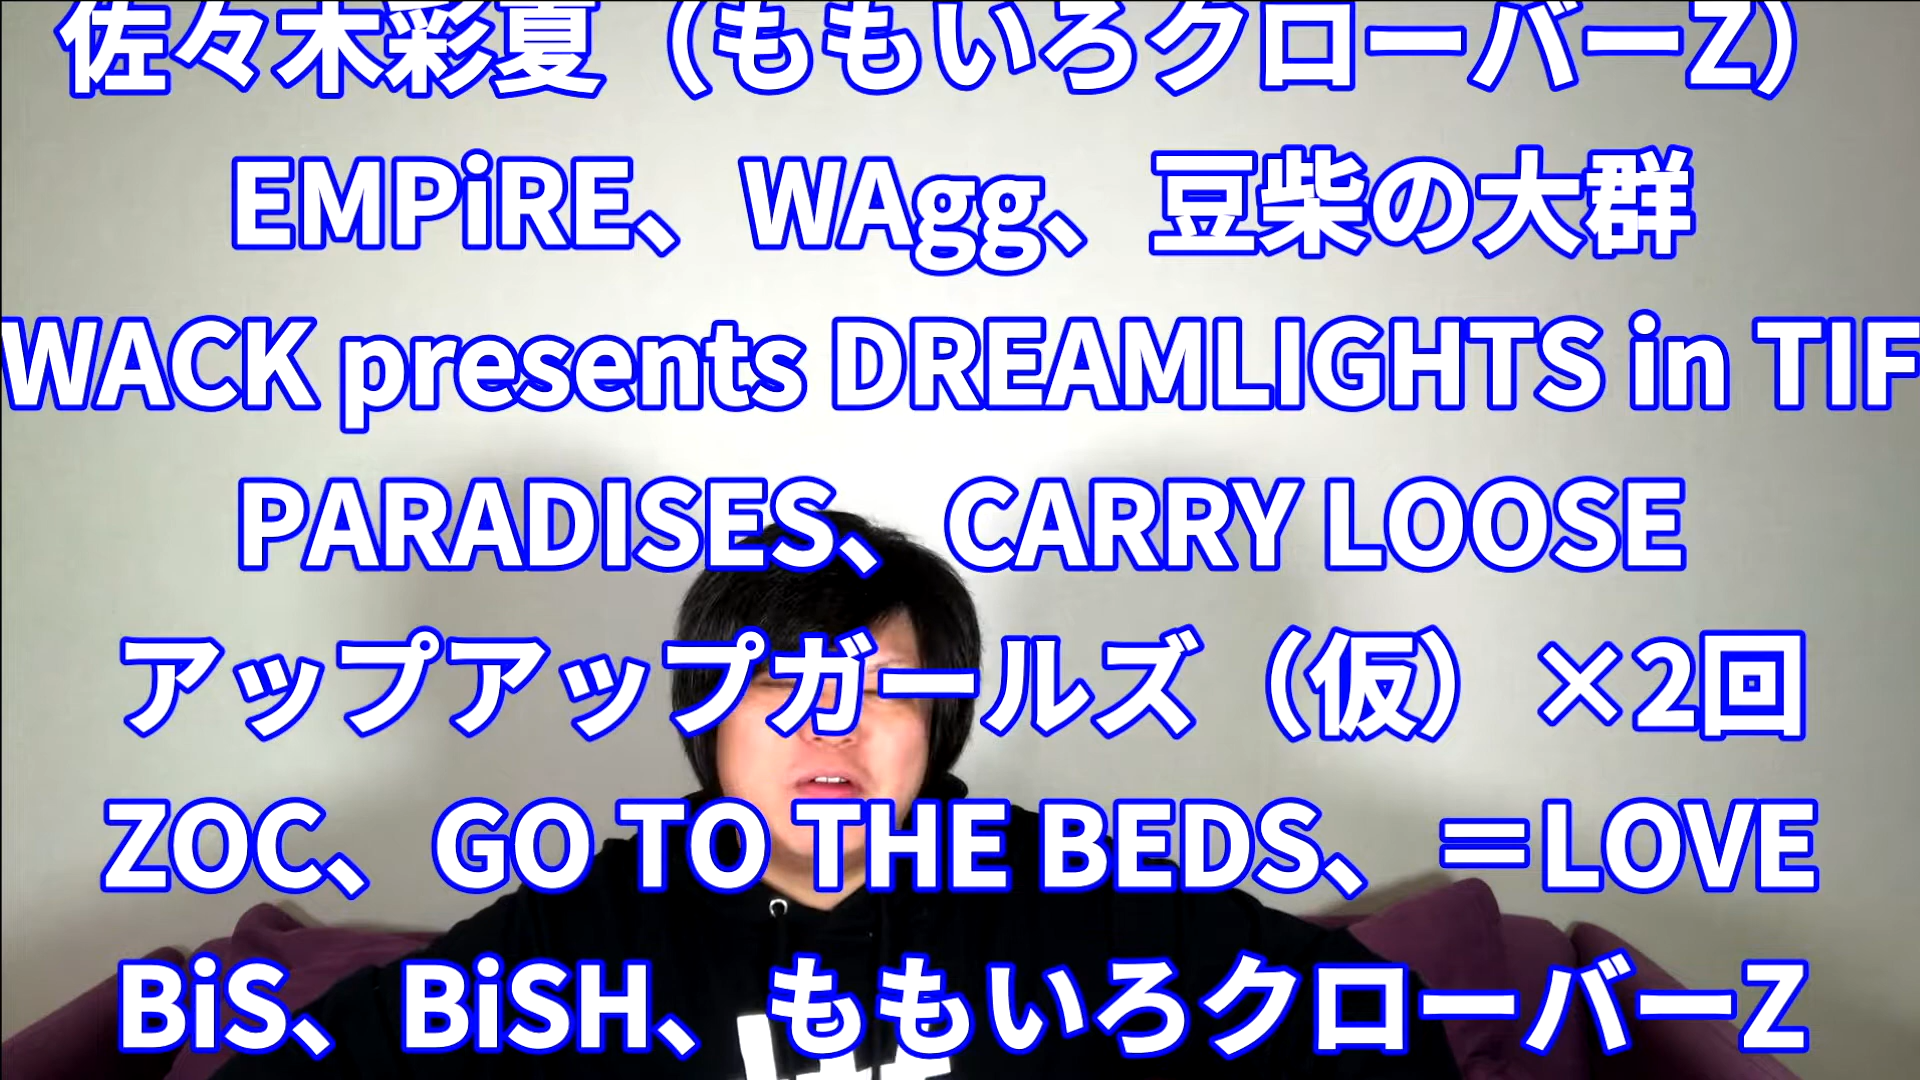 佐々木彩夏（ももいろクローバーZ）
EMPiRE、WAgg、豆柴の大群
WACK presents DREAMLIGHTS in TIF
PARADISES、CARRY LOOSE
アップアップガールズ（仮）×2回
ZOC、GO TO THE BEDS、＝LOVE
BiS、BiSH、ももいろクローバーZ